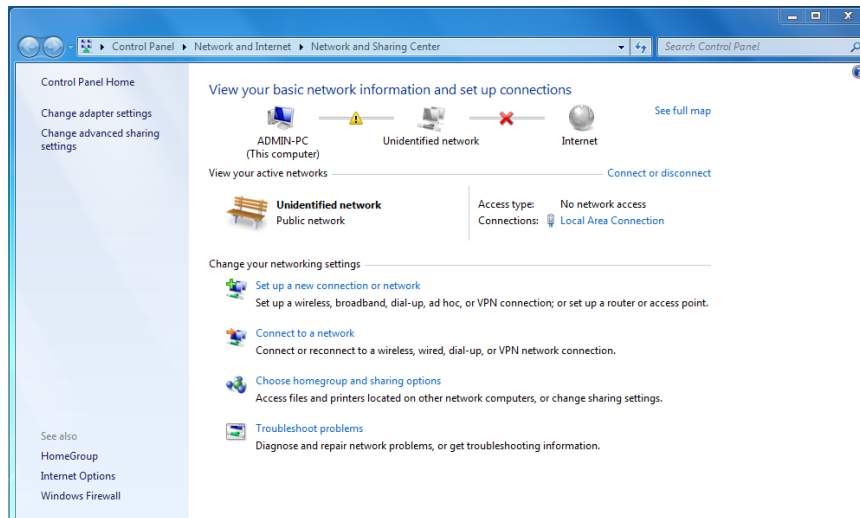 Control Panel ▸ Network and Internet ▸ Network and Sharing Center
Search Control Panel
Control Panel Home
Change adapter settings
Change advanced sharing
settings
See also
HomeGroup
Internet Options
Windows Firewall
View your basic network information and set up connections
See full map
ADMIN-PC
(This computer)
Unidentified network
Internet
View your active networks
Connect or disconnect
Unidentified network
Public network
Access type: No network access
Connections: Local Area Connection
Change your networking settings
Set up a new connection or network
Set up a wireless, broadband, dial-up, ad hoc, or VPN connection; or set up a router or access point.
Connect to a network
Connect or reconnect to a wireless, wired, dial-up, or VPN network connection.
Choose homegroup and sharing options
Access files and printers located on other network computers, or change sharing settings.
Troubleshoot problems
Diagnose and repair network problems, or get troubleshooting information.